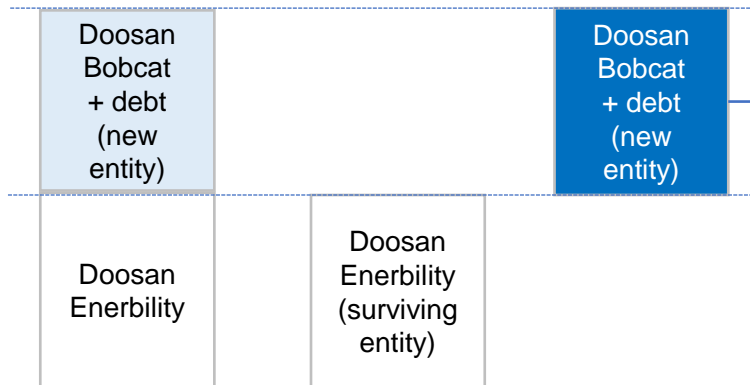 Doosan
Bobcat
+ debt
(new
entity)
Doosan
Enerbility
Doosan
Enerbility
(surviving
entity)
Doosan
Bobcat
+ debt
(new
entity)